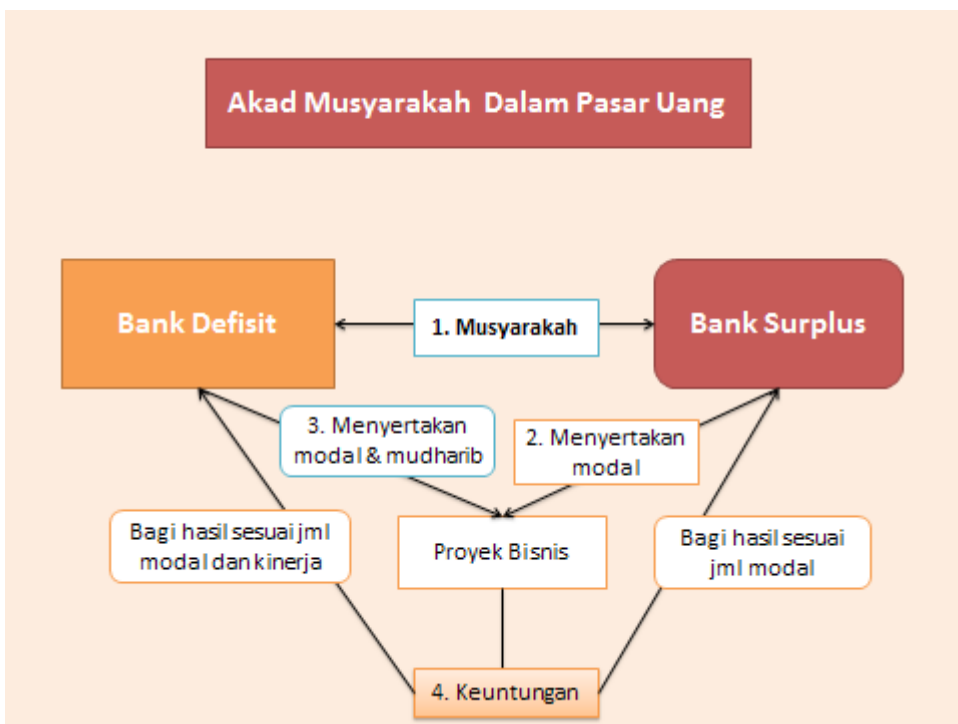 Akad Musyarakah Dalam Pasar Uang
Bank Defisit
1. Musyarakah
Bank Surplus
3. Menyertakan
modal & mudharib
2. Menyertakan
modal
Bagi hasil sesuai jml
modal dan kinerja
Proyek Bisnis
Bagi hasil sesuai
jml modal
4. Keuntungan